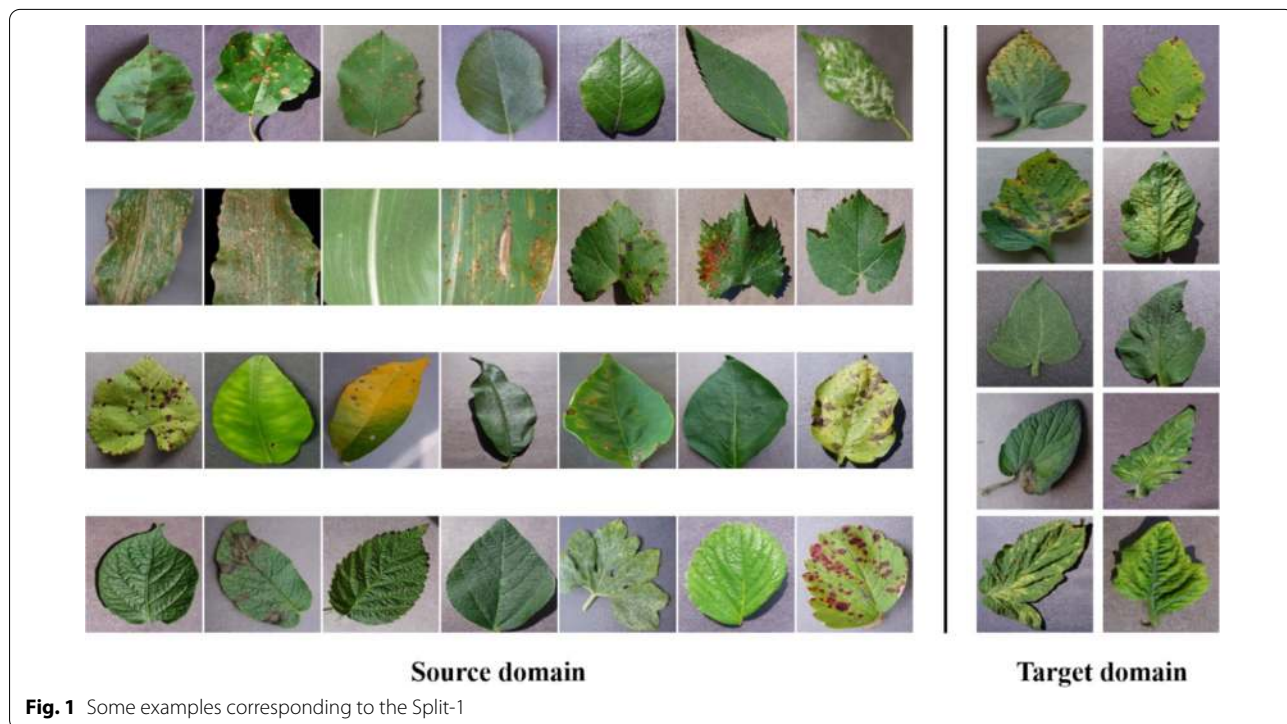 Source domain
Target domain
Fig. 1 Some examples corresponding to the Split-1